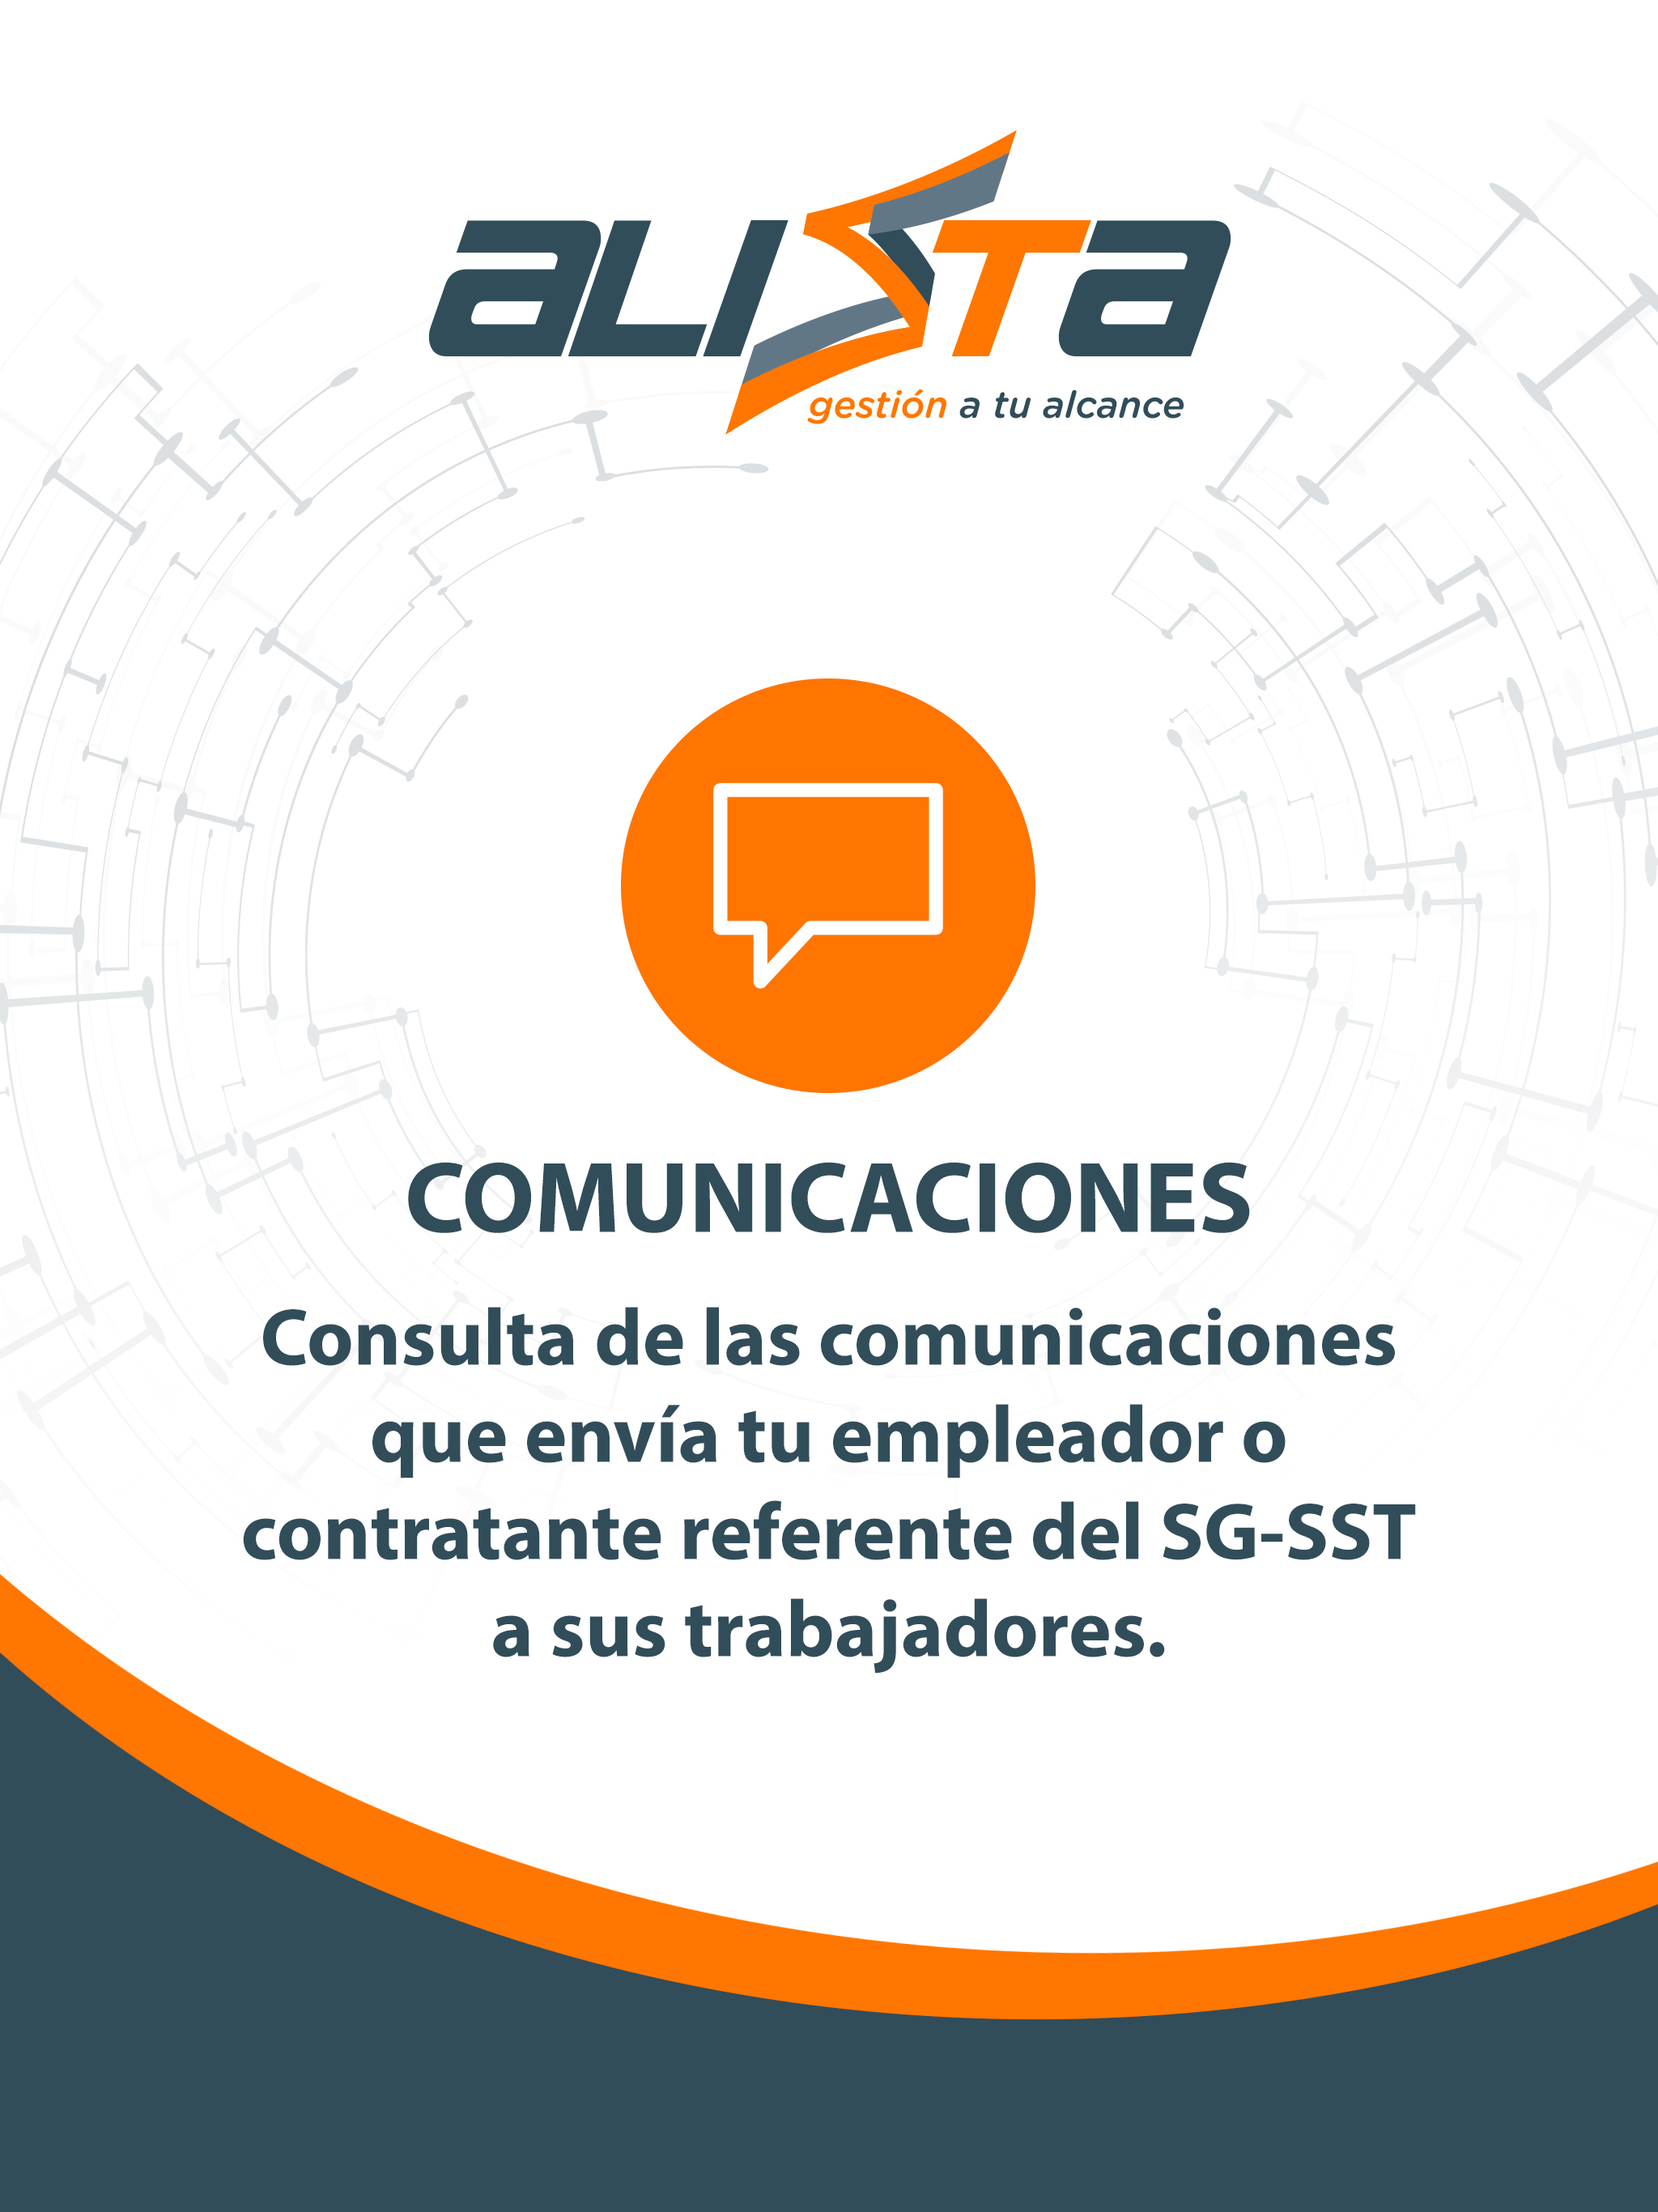 aLISTa
gestión a tu alcance
COMUNICACIONES
Consulta de las comunicaciones
que envía tu empleador o
contratante referente del SG-SST
a sus trabajadores.